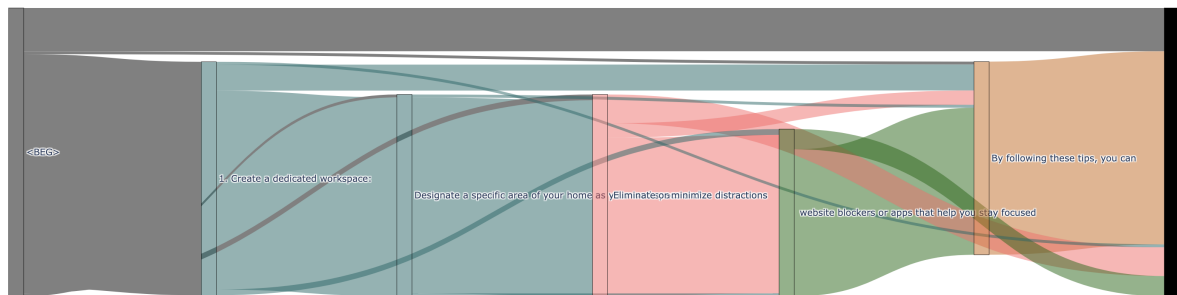 <BEG>
1. Create a dedicated workspace:
Designate a specific area of your home as
Eliminate or minimize distractions
website blockers or apps that help you stay focused
By following these tips, you can